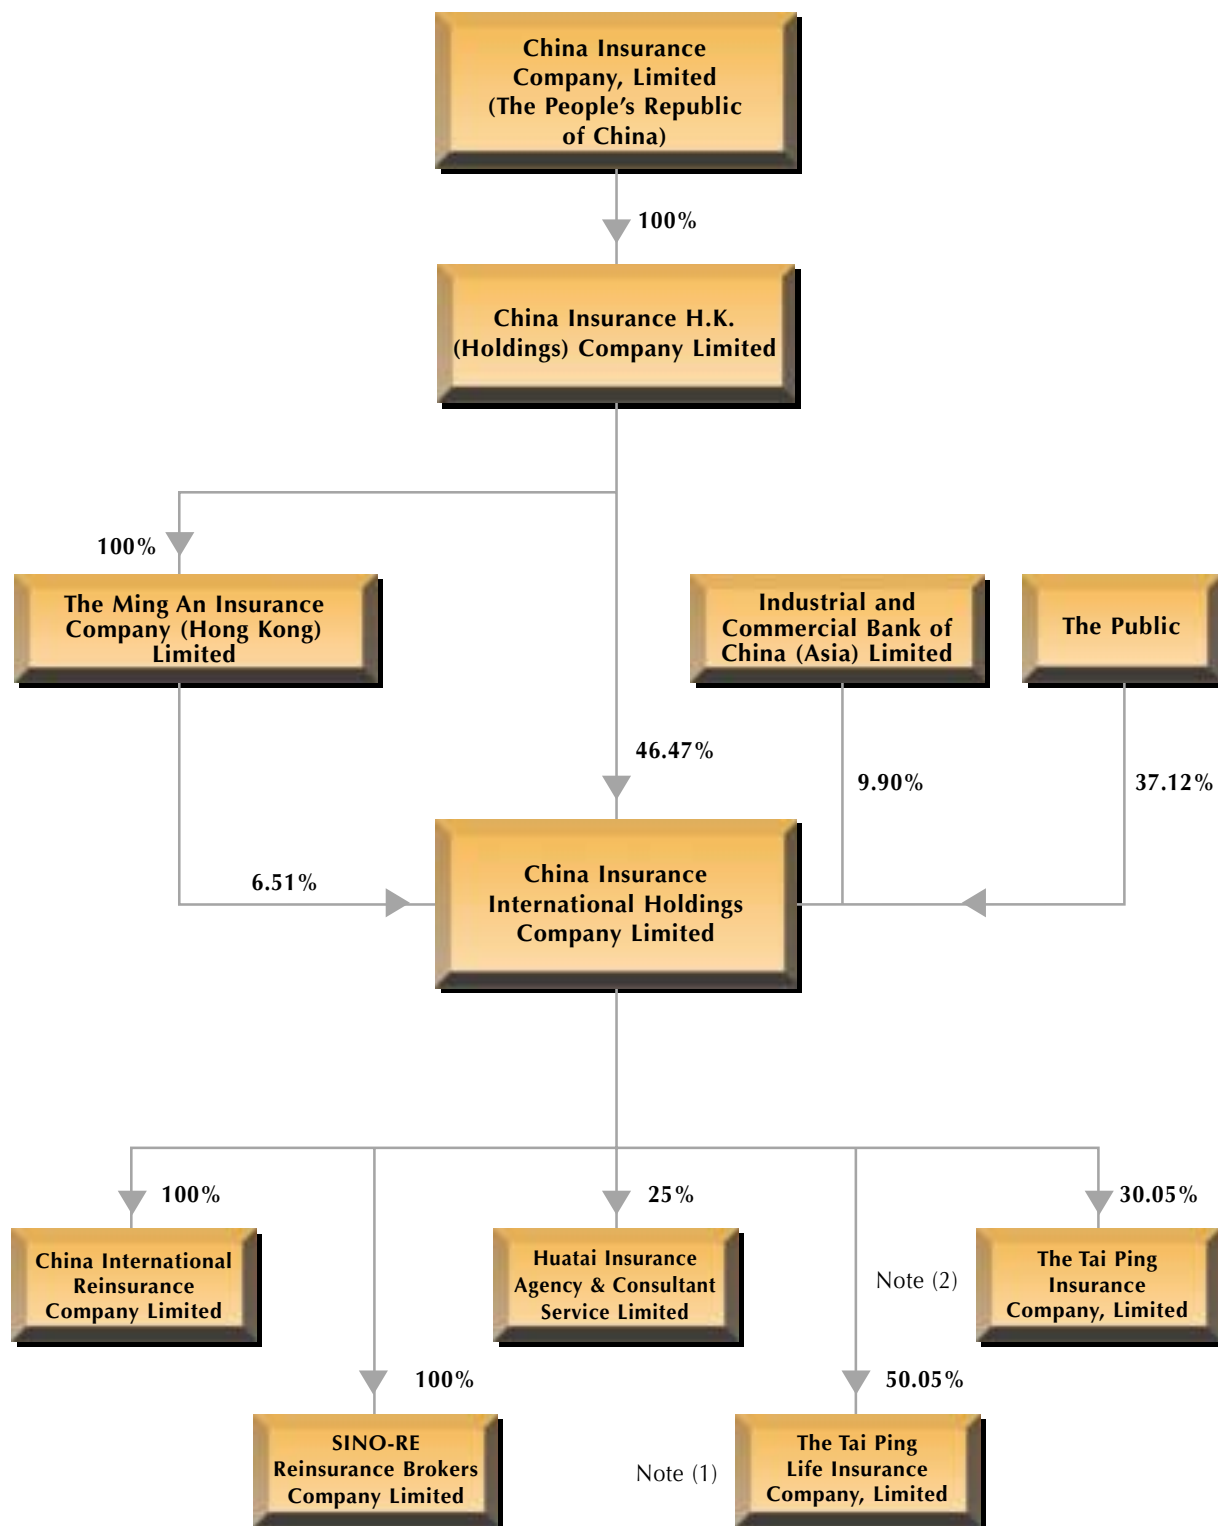 China Insurance
Company, Limited
(The People's Republic
of China)
100%
China Insurance H.K.
(Holdings) Company Limited
100%
The Ming An Insurance
Company (Hong Kong)
Limited
Industrial and
Commercial Bank of
China (Asia) Limited
The Public
46.47%
9.90%
37.12%
6.51%
China Insurance
International Holdings
Company Limited
100%
25%
30.05%
China International
Reinsurance
Company Limited
Huatai Insurance
Agency & Consultant
Service Limited
Note (2)
The Tai Ping
Insurance
Company, Limited
100%
50.05%
SINO-RE
Reinsurance Brokers
Company Limited
Note (1)
The Tai Ping
Life Insurance
Company, Limited